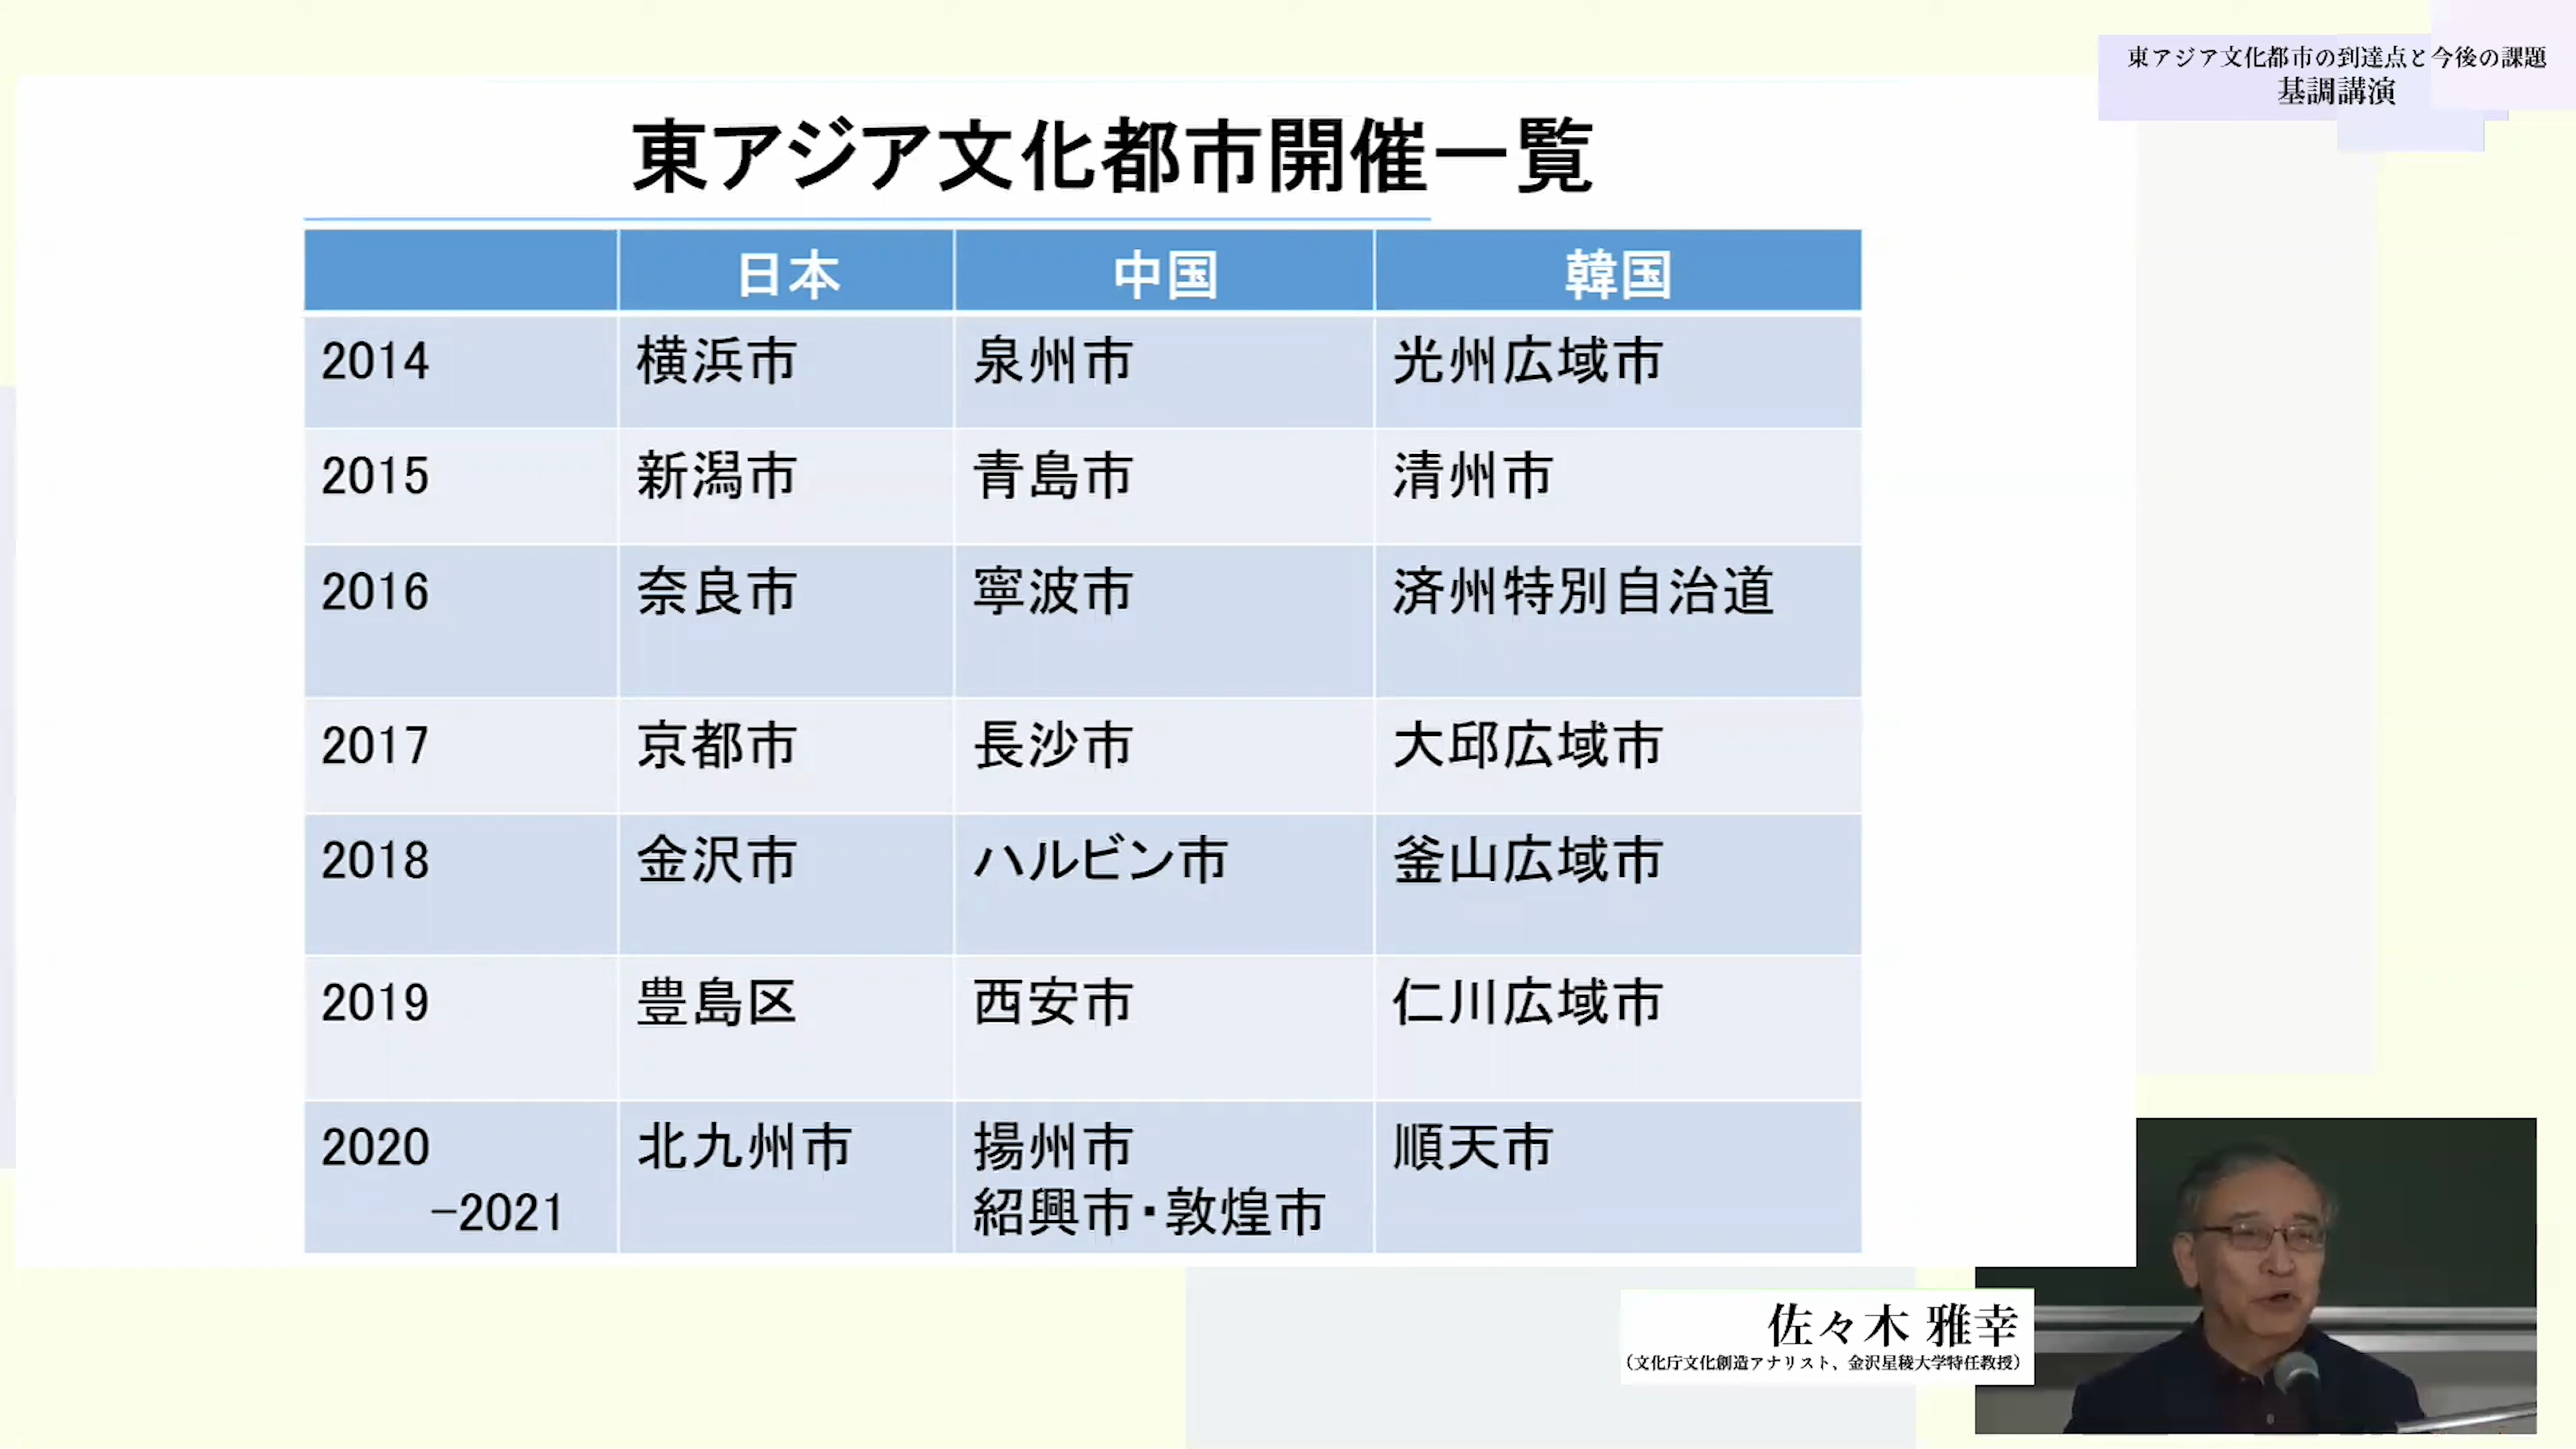 東アジア文化都市の到達点と今後の課題
基調講演
東アジア文化都市開催一覧
日本 中国 韓国
2014 横浜市 泉州市 光州広域市
2015 新潟市 青島市 清州市
2016 奈良市 寧波市 済州特別自治道
2017 京都市 長沙市 大邱広域市
2018 金沢市 ハルビン市 釜山広域市
2019 豊島区 西安市 仁川広域市
2020 北九州市 揚州市 順天市
-2021 紹興市・敦煌市
佐々木 雅幸
(文化庁文化創造アナリスト、金沢星稜大学特任教授)